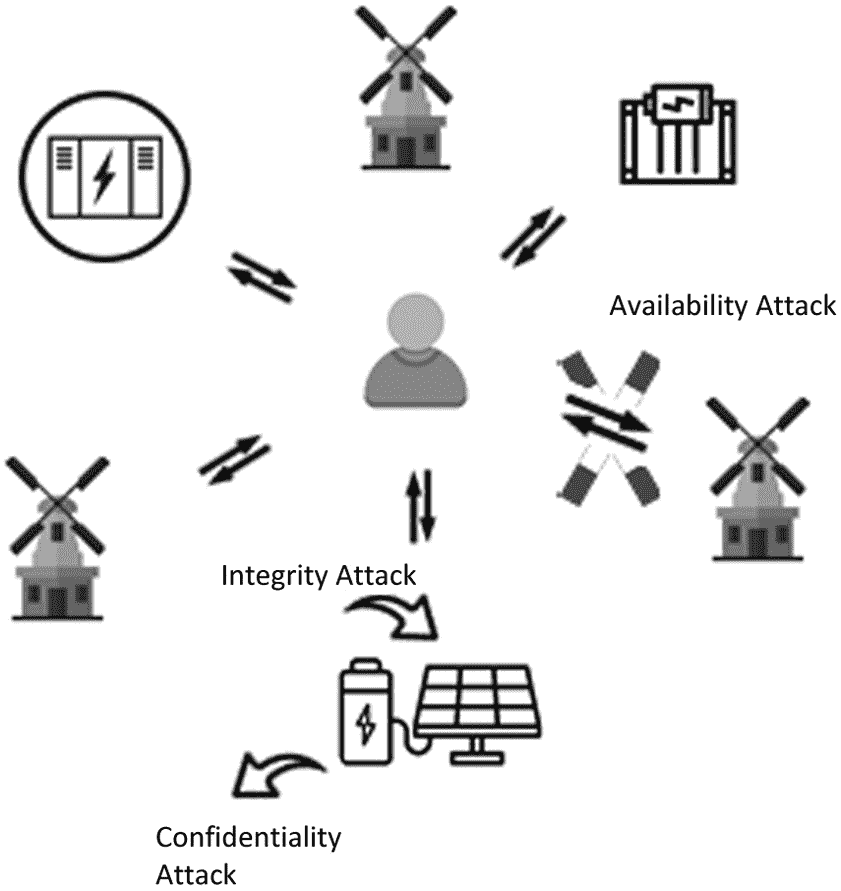 Availability Attack
Integrity Attack
Confidentiality
Attack